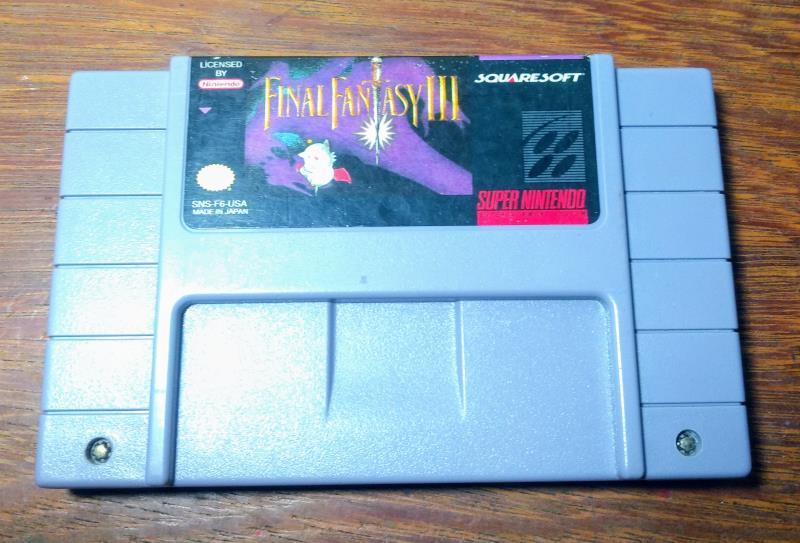 LICENSED
BY
Nintendo
FINAL FANTASY III
SQUARESOFT
SNS-F6-USA
MADE IN JAPAN
SUPER NINTENDO